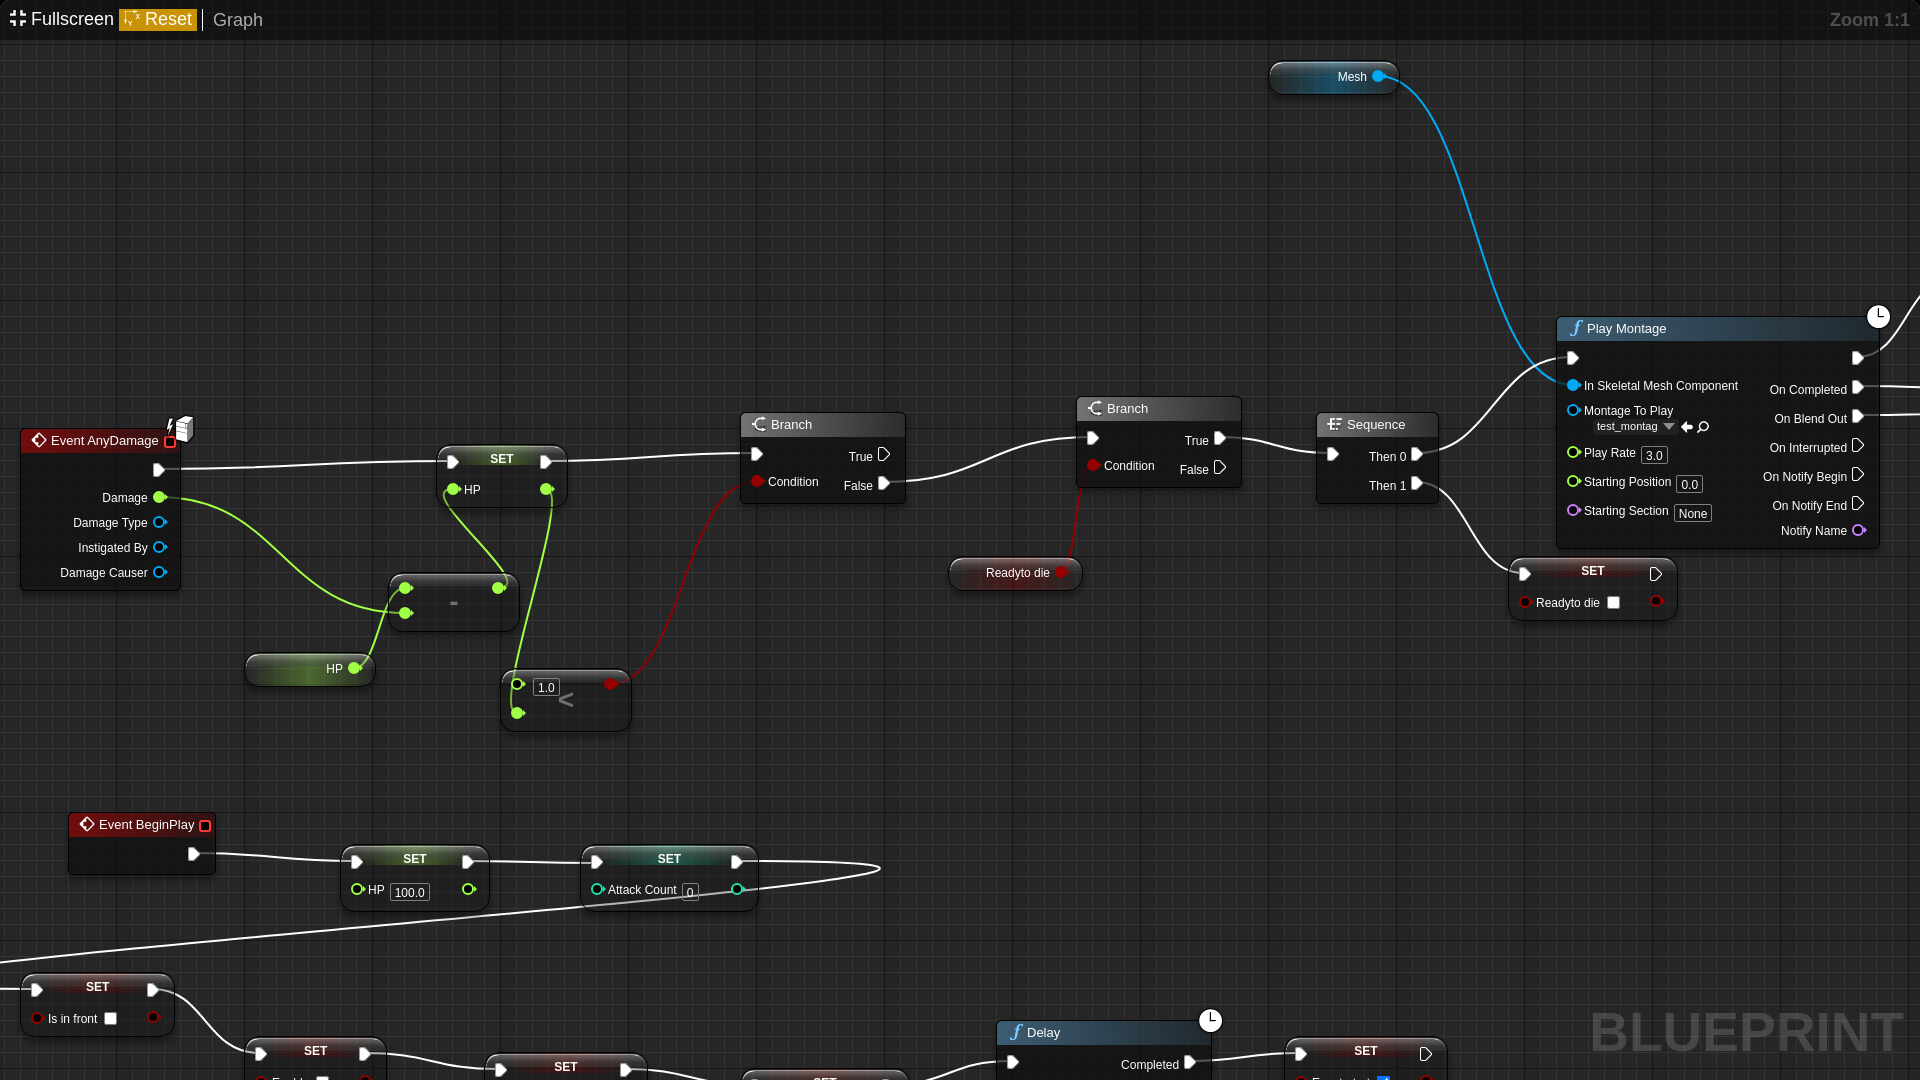 Fullscreen Reset Graph
Zoom 1:1
Mesh
Play Montage
In Skeletal Mesh Component
On Completed
Montage To Play
test_montag
On Blend Out
On Interrupted
Play Rate 3.0
On Notify Begin
Starting Position 0.0
On Notify End
Starting Section None
Notify Name
Event AnyDamage
Damage
Damage Type
Instigated By
Damage Causer
SET
HP
Branch
True
Condition
False
Branch
True
Condition
False
Sequence
Then 0
Then 1
-
HP
1.0
<
Readyto die
SET
Readyto die
Event BeginPlay
SET
HP 100.0
SET
Attack Count 0
SET
Is in front
SET
SET
Delay
Completed
SET
BLUEPRINT